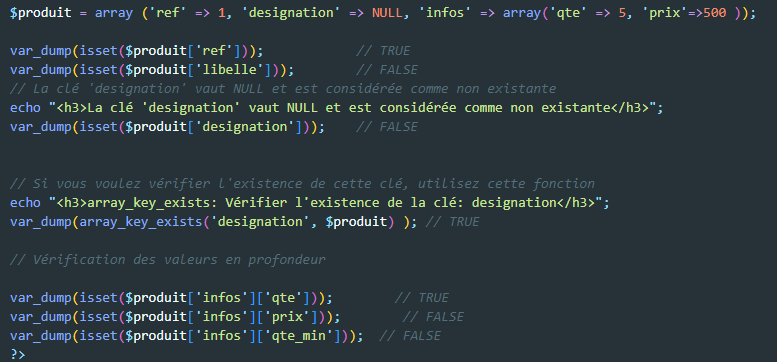 $produit = array ('ref' => 1, 'designation' => NULL, 'infos' => array('qte' => 5, 'prix'=>500 ));
var_dump(isset($produit['ref'])); // TRUE
var_dump(isset($produit['libelle'])); // FALSE
// La clé 'designation' vaut NULL et est considérée comme non existante
echo "<h3>La clé 'designation' vaut NULL et est considérée comme non existante</h3>";
var_dump(isset($produit['designation'])); // FALSE
// Si vous voulez vérifier l'existence de cette clé, utilisez cette fonction
echo "<h3>array_key_exists: Vérifier l'existence de la clé: designation</h3>";
var_dump(array_key_exists('designation', $produit) ); // TRUE
// Vérification des valeurs en profondeur
var_dump(isset($produit['infos']['qte'])); // TRUE
var_dump(isset($produit['infos']['prix'])); // FALSE
var_dump(isset($produit['infos']['qte_min'])); // FALSE
?>